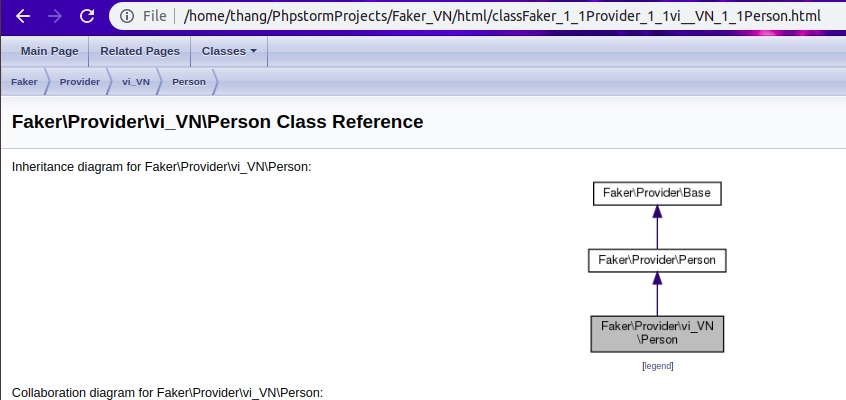 File | /home/thang/PhpstormProjects/Faker_VN/html/classFaker_1_1Provider_1_1vi__VN_1_1Person.html
Main Page Related Pages Classes
Faker Provider vi_VN Person
Faker\Provider\vi_VN\Person Class Reference
Inheritance diagram for Faker\Provider\vi_VN\Person:
Faker\Provider\Base
Faker\Provider\Person
Faker\Provider\vi_VN
\Person
[legend]
Collaboration diagram for Faker\Provider\vi_VN\Person: